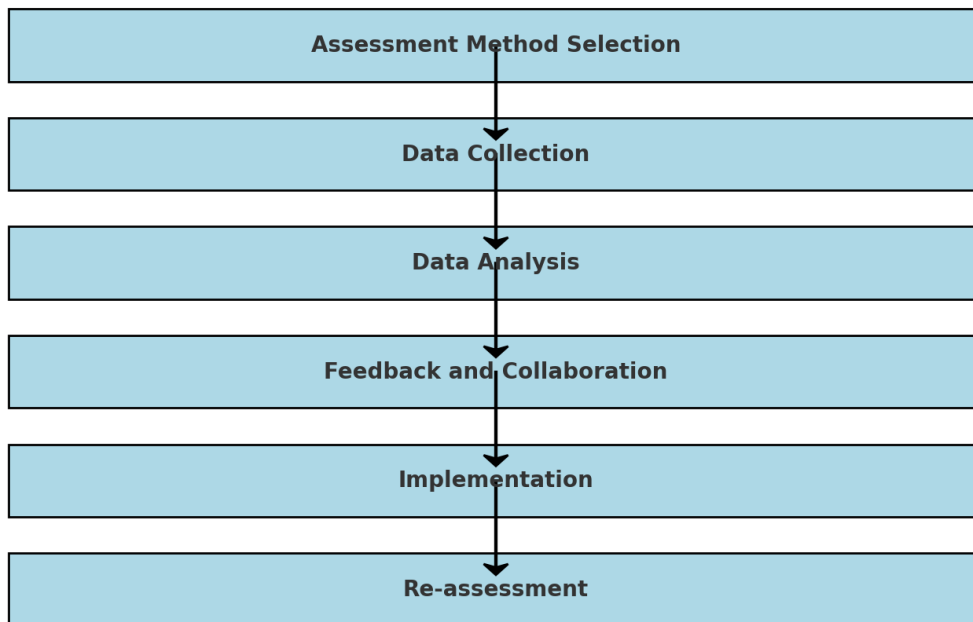 Assessment Method Selection
Data Collection
Data Analysis
Feedback and Collaboration
Implementation
Re-assessment